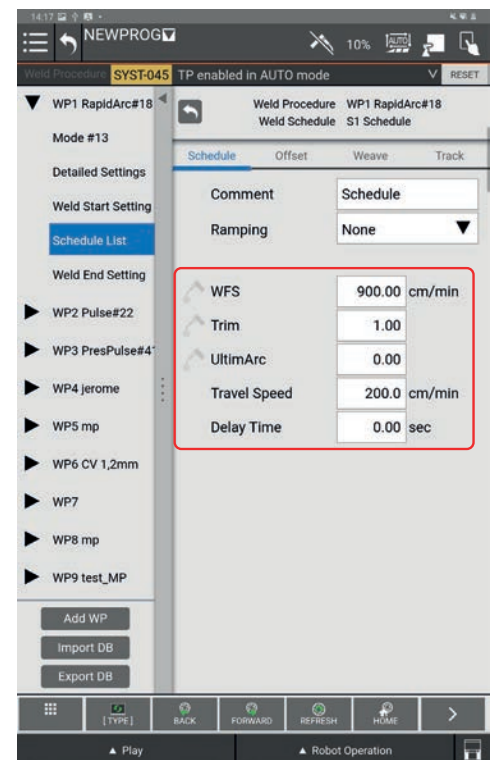 14:17
NEWPROG
10%
AUTO
Weld Procedure SYST-045 TP enabled in AUTO mode RESET
WP1 RapidArc#18
Mode #13
Detailed Settings
Weld Start Setting
Schedule List
Weld End Setting
WP2 Pulse#22
WP3 PresPulse#4
WP4 jerome
WP5 mp
WP6 CV 1,2mm
WP7
WP8 mp
WP9 test_MP
Add WP
Import DB
Export DB
Weld Procedure WP1 RapidArc#18
Weld Schedule S1 Schedule
Schedule Offset Weave Track
Comment Schedule
Ramping None
WFS 900.00 cm/min
Trim 1.00
UltimArc 0.00
Travel Speed 200.0 cm/min
Delay Time 0.00 sec
[TYPE] BACK FORWARD REFRESH HOME
Play Robot Operation